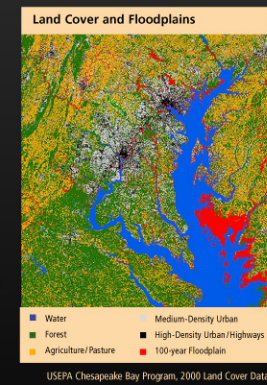 Land Cover and Floodplains
Water
Forest
Agriculture/Pasture
Medium-Density Urban
High-Density Urban/Highways
100-year Floodplain
USEPA Chesapeake Bay Program, 2000 Land Cover Data